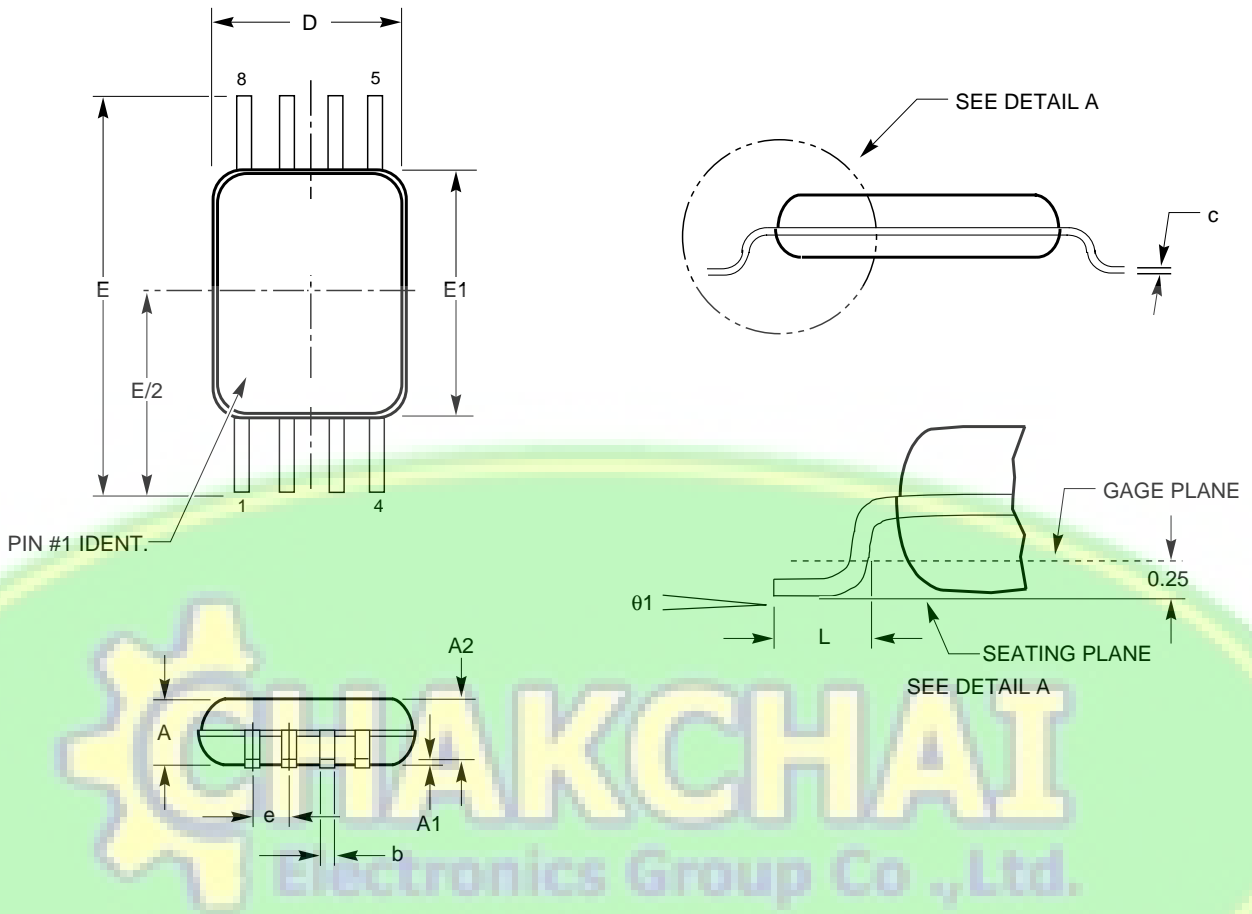 D
8 5
SEE DETAIL A
c
E
E1
E/2
1 4
PIN #1 IDENT.
GAGE PLANE
0.25
θ1
L
SEATING PLANE
SEE DETAIL A
A2
A
e
A1
b
CHAKCHAI
Electronics Group Co .,Ltd.